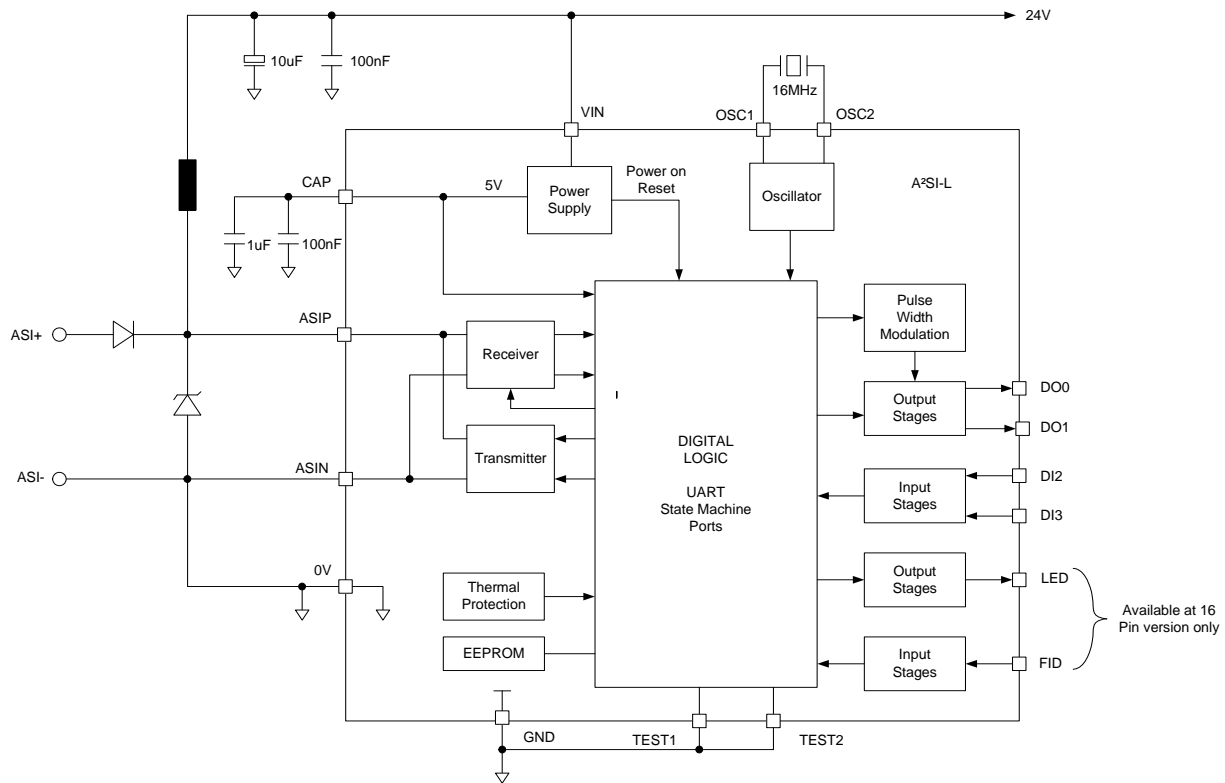 24V
10uF
100nF
16MHz
VIN
OSC1
OSC2
CAP
5V
Power
Supply
Power on
Reset
Oscillator
A²SI-L
1uF
100nF
ASI+
ASIP
Receiver
Pulse
Width
Modulation
Output
Stages
DO0
DO1
ASI-
ASIN
Transmitter
DIGITAL
LOGIC
UART
State Machine
Ports
Input
Stages
DI2
DI3
0V
Thermal
Protection
Output
Stages
LED
Available at 16
Pin version only
EEPROM
Input
Stages
FID
GND
TEST1
TEST2